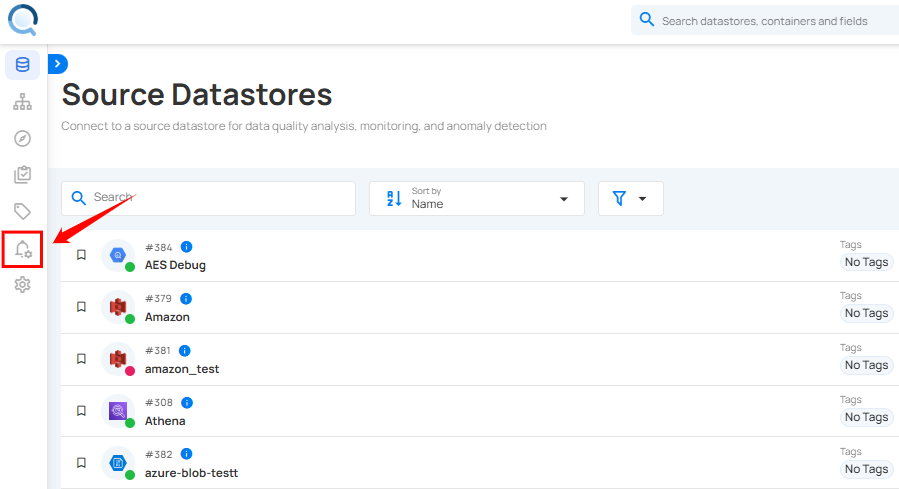 Search datastores, containers and fields
Source Datastores
Connect to a source datastore for data quality analysis, monitoring, and anomaly detection
Search
Sort by
Name
#384
AES Debug
Tags
No Tags
#379
Amazon
Tags
No Tags
#381
amazon_test
Tags
No Tags
#308
Athena
Tags
No Tags
#382
azure-blob-testt
Tags
No Tags